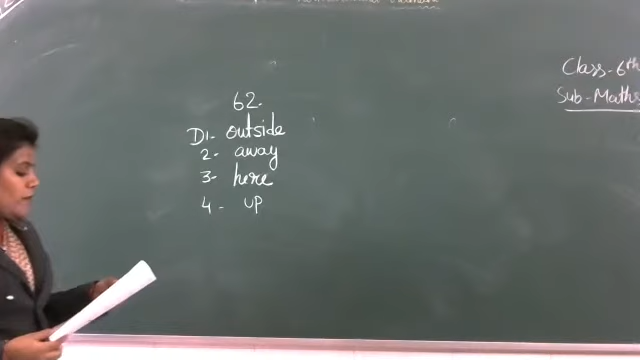 Class - 6th
Sub - Maths
62.
D1. outside
2 - away
3 - here
4 - up